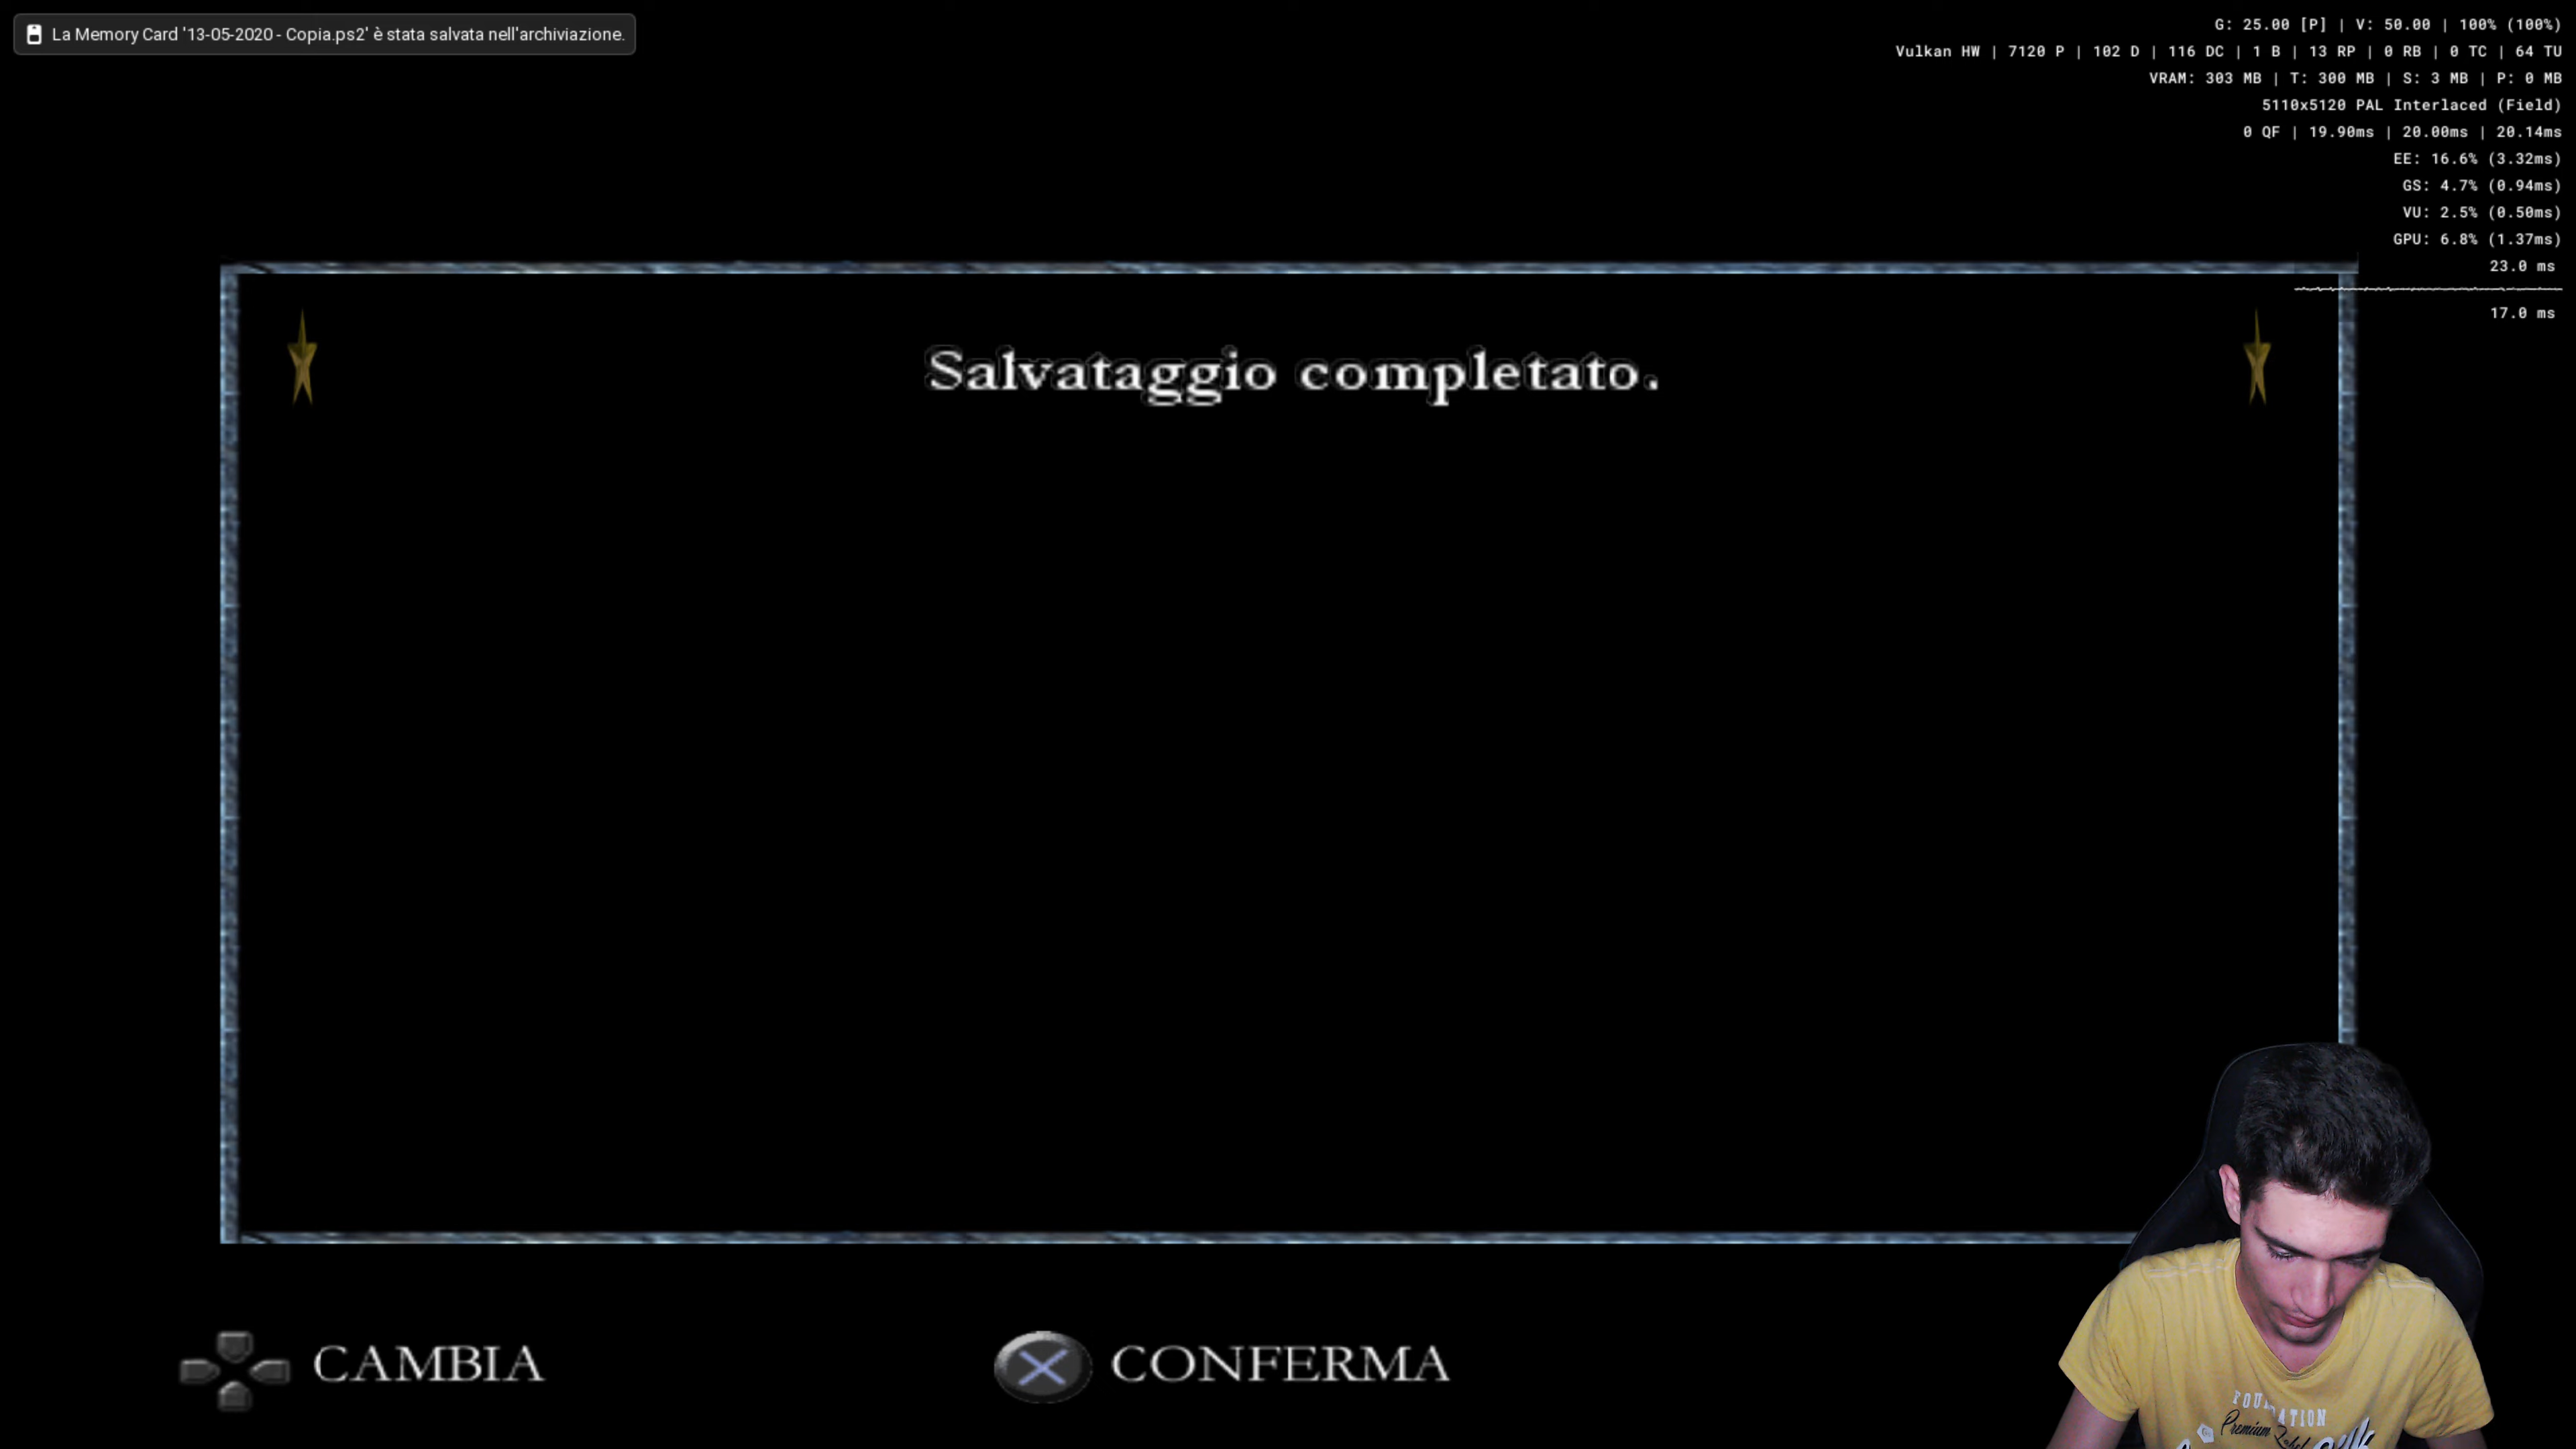 La Memory Card '13-05-2020 - Copia.ps2' è stata salvata nell'archiviazione.
G: 25.00 [P] | V: 50.00 | 100% (100%)
Vulkan HW | 7120 P | 102 D | 116 DC | 1 B | 13 RP | 0 RB | 0 TC | 64 TU
VRAM: 303 MB | T: 300 MB | S: 3 MB | P: 0 MB
5110x5120 PAL Interlaced (Field)
0 QF | 19.90ms | 20.00ms | 20.14ms
EE: 16.6% (3.32ms)
GS: 4.7% (0.94ms)
VU: 2.5% (0.50ms)
GPU: 6.8% (1.37ms)
23.0 ms
17.0 ms
Salvataggio completato.
CAMBIA
CONFERMA
Premium